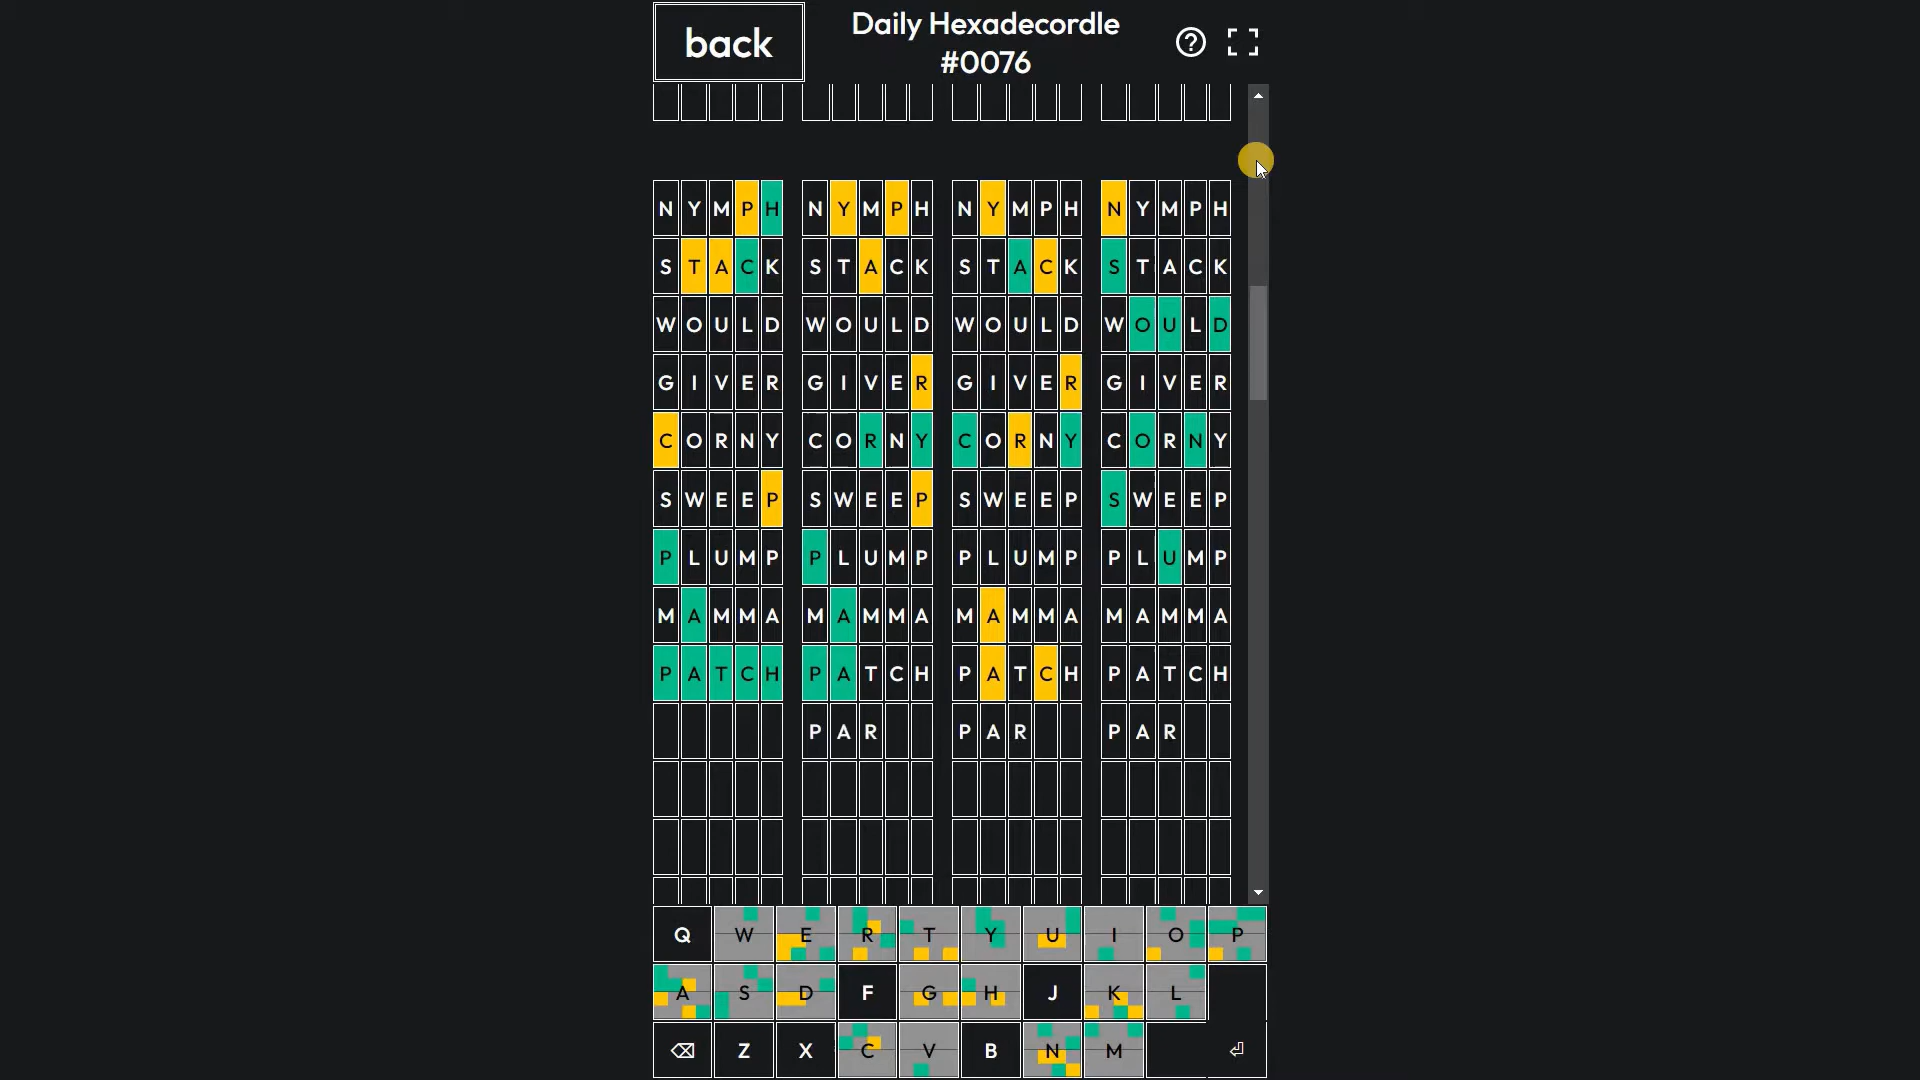 back
Daily Hexadecordle
#0076
NYMPH NYMPH NYMPH NYMPH
STACK STACK STACK STACK
WOULD WOULD WOULD WOULD
GIVER GIVER GIVER GIVER
CORNY CORNY CORNY CORNY
SWEEP SWEEP SWEEP SWEEP
PLUMP PLUMP PLUMP PLUMP
MAMMA MAMMA MAMMA MAMMA
PATCH PATCH PATCH PATCH
PAR PAR PAR
Q W E R T Y U I O P
A S D F G H J K L
Z X C V B N M